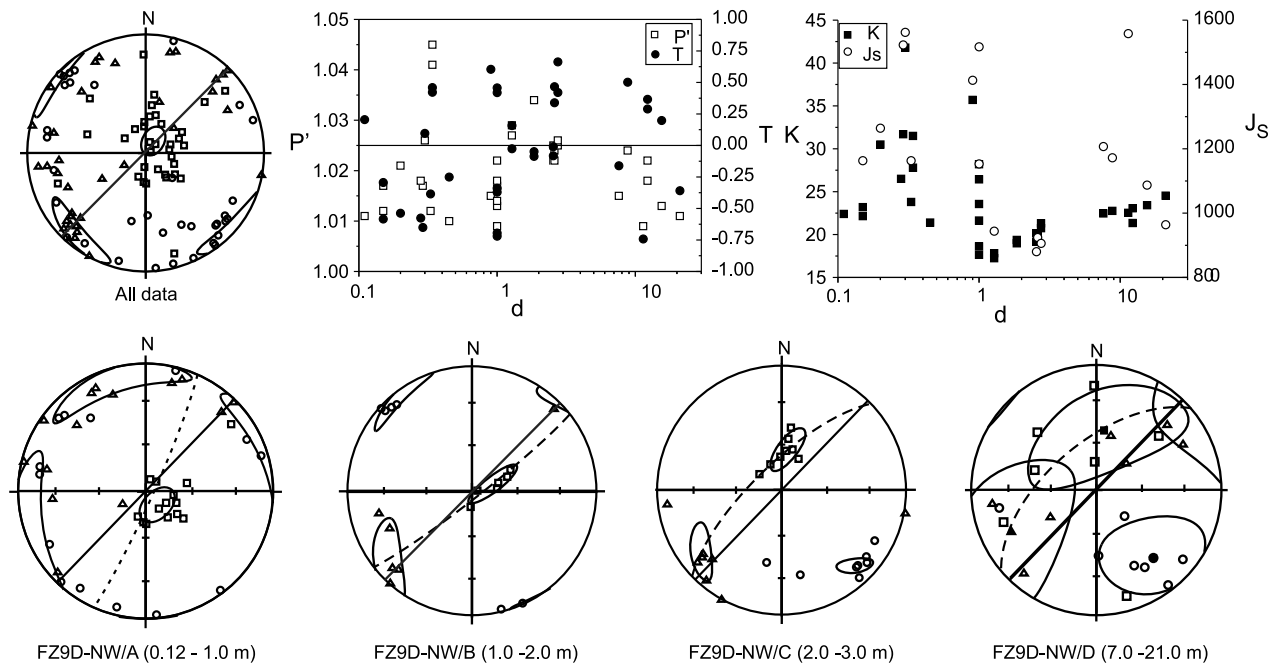 N
All data
1.05
1.04
1.03
1.02
1.01
1.00
P'
0.1
1
10
d
1.00
0.75
0.50
0.25
0.00
-0.25
-0.50
-0.75
-1.00
T
P'
T
45
40
35
30
25
20
15
K
0.1
1
10
d
1600
1400
1200
1000
800
J_S
K
Js
N
FZ9D-NW/A (0.12 - 1.0 m)
N
FZ9D-NW/B (1.0 -2.0 m)
N
FZ9D-NW/C (2.0 -3.0 m)
N
FZ9D-NW/D (7.0 -21.0 m)